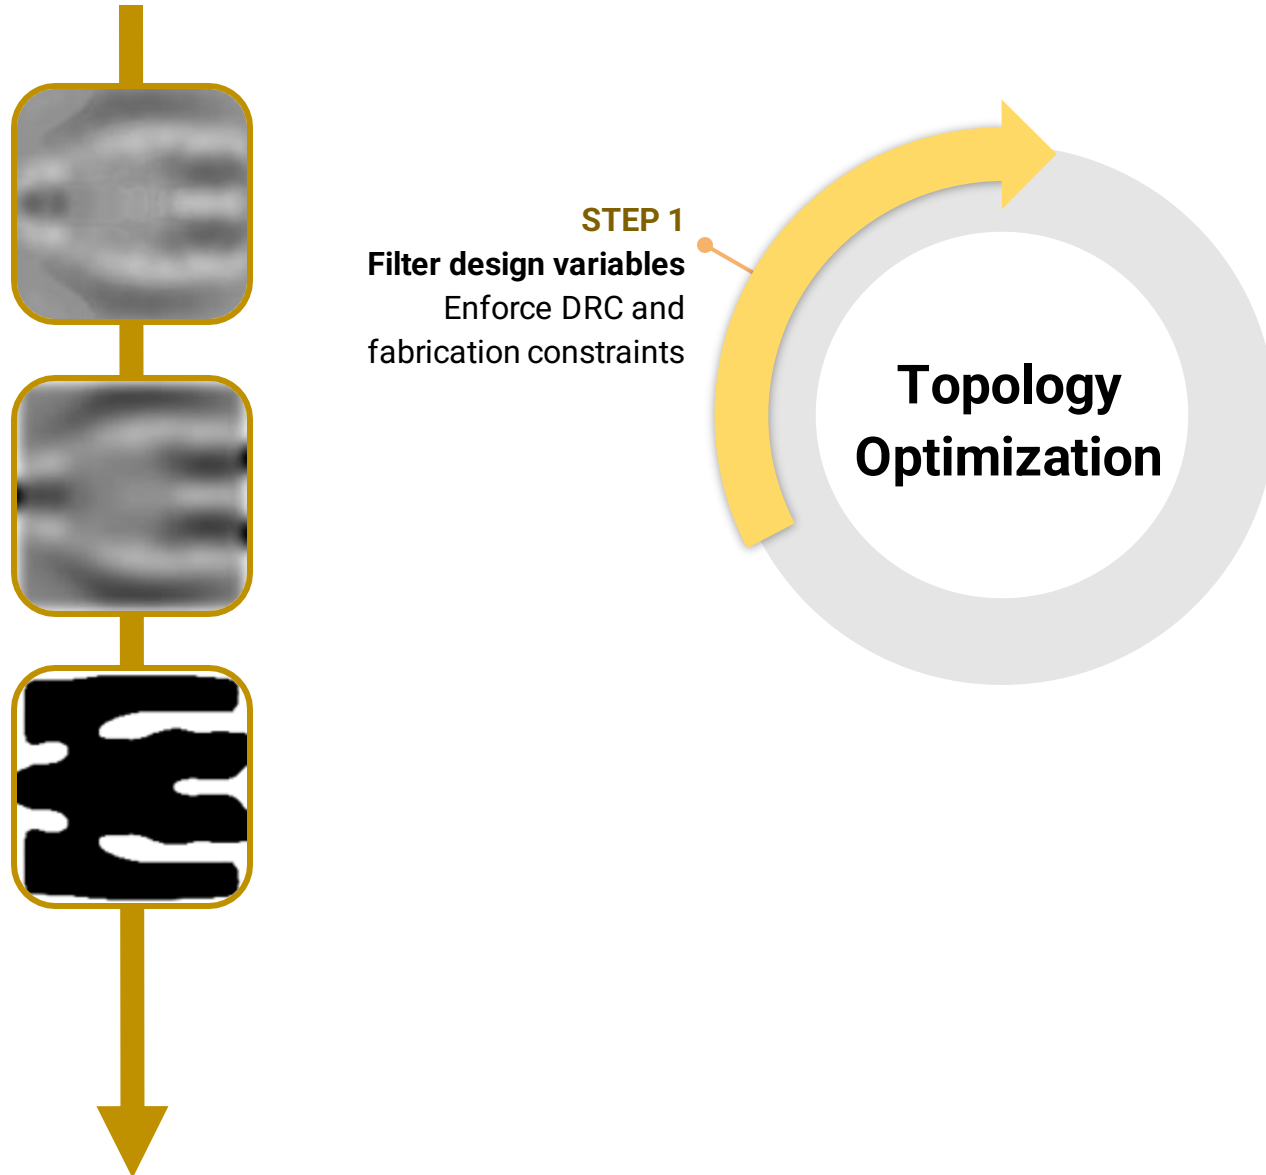 STEP 1
Filter design variables
Enforce DRC and
fabrication constraints
Topology
Optimization